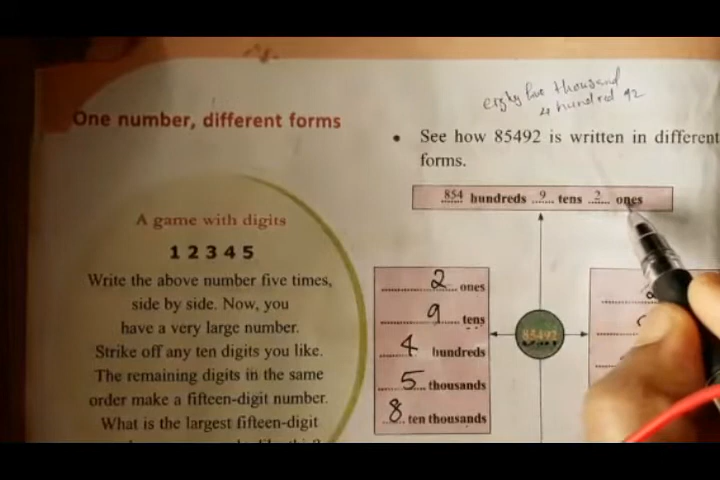 One number, different forms
A game with digits
1 2 3 4 5
Write the above number five times,
side by side. Now, you
have a very large number.
Strike off any ten digits you like.
The remaining digits in the same
order make a fifteen-digit number.
What is the largest fifteen-digit
eighty five thousand
4 hundred 92
• See how 85492 is written in different
forms.
854 hundreds 9 tens 2 ones
2 ones
9 tens
4 hundreds
5 thousands
8 ten thousands
85492